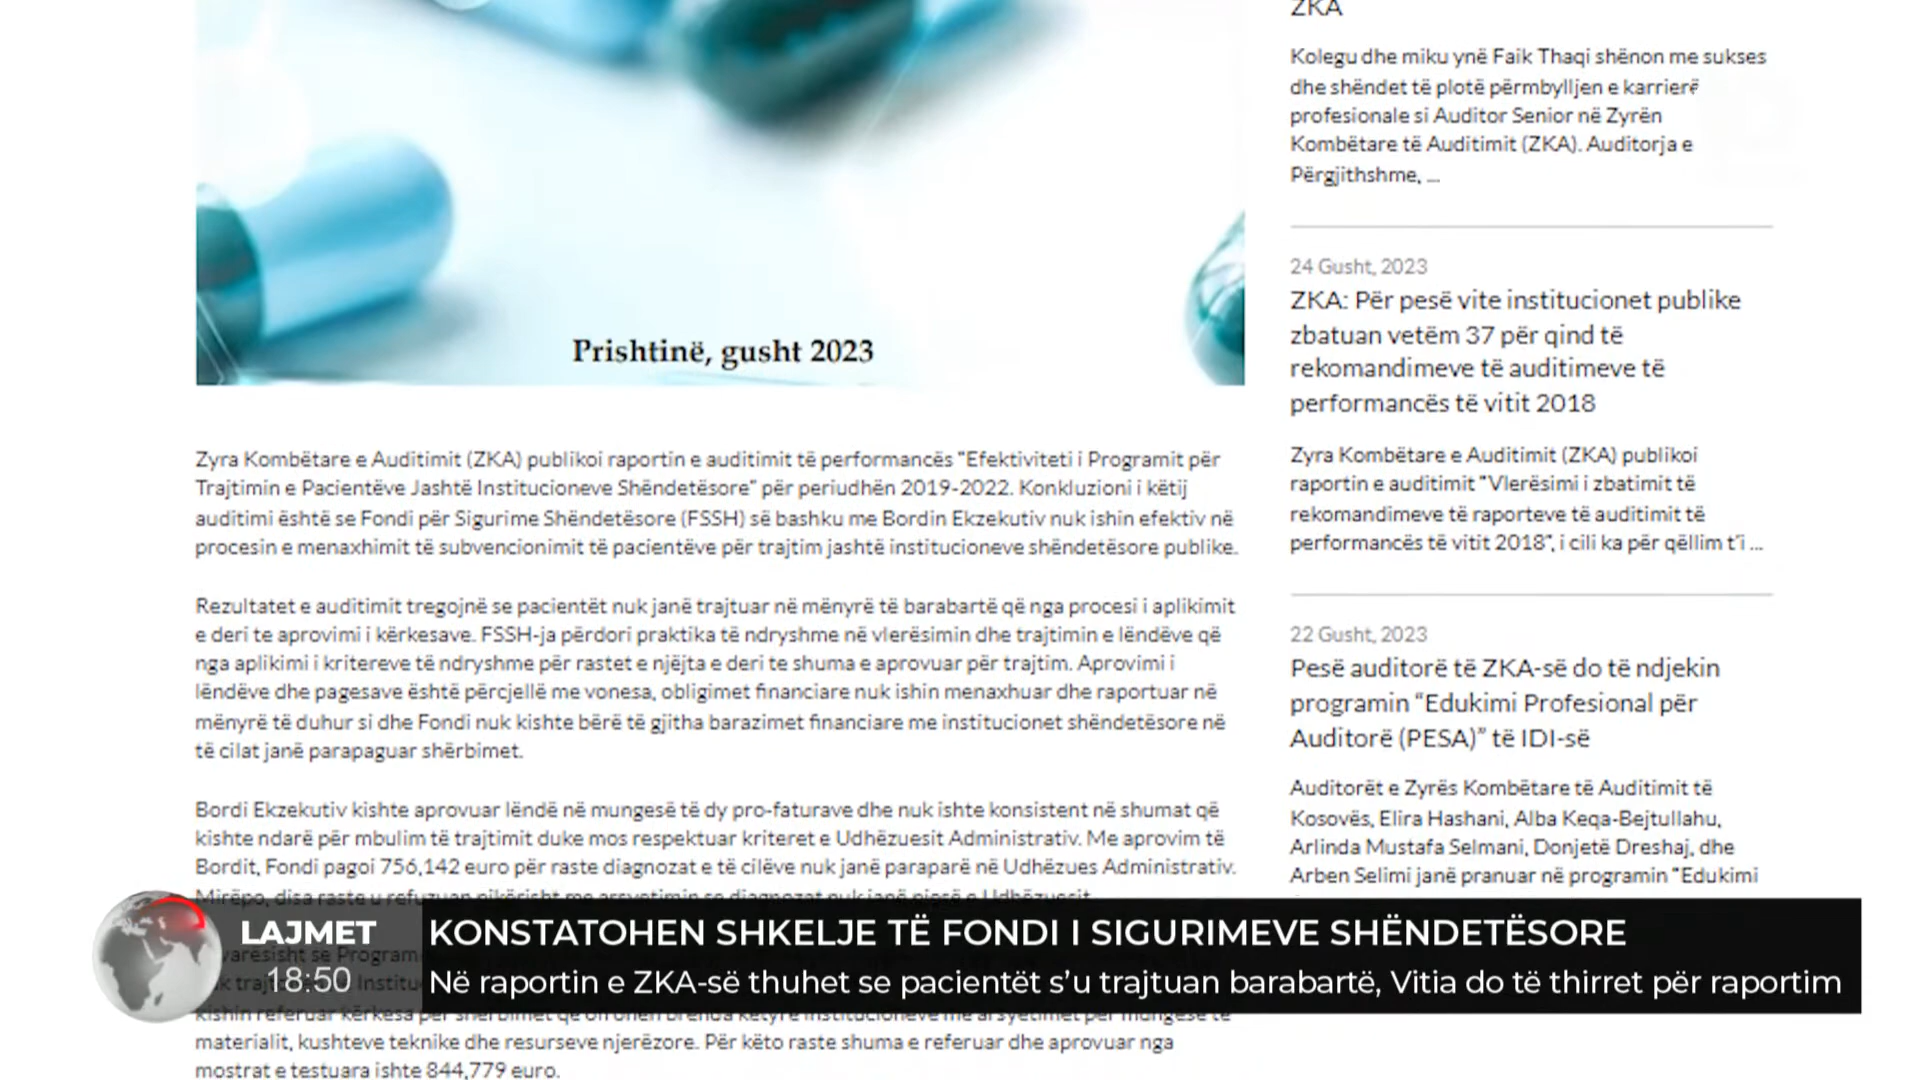 Prishtinë, gusht 2023
Zyra Kombëtare e Auditimit (ZKA) publikoi raportin e auditimit të performancës "Efektiviteti i Programit për
Trajtimin e Pacientëve Jashtë Institucioneve Shëndetësore" për periudhën 2019-2022. Konkluzioni i këtij
auditimi është se Fondi për Sigurime Shëndetësore (FSSH) së bashku me Bordin Ekzekutiv nuk ishin efektiv në
procesin e menaxhimit të subvencionimit të pacientëve për trajtim jashtë institucioneve shëndetësore publike.
Rezultatet e auditimit tregojnë se pacientët nuk janë trajtuar në mënyrë të barabartë që nga procesi i aplikimit
e deri te aprovimi i kërkesave. FSSH-ja përdori praktika të ndryshme në vlerësimin dhe trajtimin e lëndëve që
nga aplikimi i kritereve të ndryshme për rastet e njëjta e deri te shuma e aprovuar për trajtim. Aprovimi i
lëndëve dhe pagesave është përcjellë me vonesa, obligimet financiare nuk ishin menaxhuar dhe raportuar në
mënyrë të duhur si dhe Fondi nuk kishte bërë të gjitha barazimet financiare me institucionet shëndetësore në
të cilat janë parapaguar shërbimet.
Bordi Ekzekutiv kishte aprovuar lëndë në mungesë të dy pro-faturave dhe nuk ishte konsistent në shumat që
kishte ndarë për mbulim të trajtimit duke mos respektuar kriteret e Udhëzuesit Administrativ. Me aprovim të
Bordit, Fondi pagoi 756,142 euro për raste diagnozat e të cilëve nuk janë paraparë në Udhëzues Administrativ.
Mirëpo, disa raste u refuzuan pikërisht me arsyetimin se diagnozat nuk janë pjesë e Udhëzuesit
materialit, kushteve teknike dhe resurseve njerëzore. Për këto raste shuma e referuar dhe aprovuar nga
mostrat e testuara ishte 844,779 euro.
ZKA
Kolegu dhe miku ynë Faik Thaqi shënon me sukses
dhe shëndet të plotë përmbylljen e karrierë
profesionale si Auditor Senior në Zyrën
Kombëtare të Auditimit (ZKA). Auditorja e
Përgjithshme, ...
24 Gusht, 2023
ZKA: Për pesë vite institucionet publike
zbatuan vetëm 37 për qind të
rekomandimeve të auditimeve të
performancës të vitit 2018
Zyra Kombëtare e Auditimit (ZKA) publikoi
raportin e auditimit "Vlerësimi i zbatimit të
rekomandimeve të raporteve të auditimit të
performancës të vitit 2018", i cili ka për qëllim t'i ...
22 Gusht, 2023
Pesë auditorë të ZKA-së do të ndjekin
programin “Edukimi Profesional për
Auditorë (PESA)” të IDI-së
Auditorët e Zyrës Kombëtare të Auditimit të
Kosovës, Elira Hashani, Alba Keqa-Bejtullahu,
Arlinda Mustafa Selmani, Donjetë Dreshaj, dhe
Arben Selimi janë pranuar në programin "Edukimi
LAJMET
18:50
KONSTATOHEN SHKELJE TË FONDI I SIGURIMEVE SHËNDETËSORE
Në raportin e ZKA-së thuhet se pacientët s’u trajtuan barabartë, Vitia do të thirret për raportim